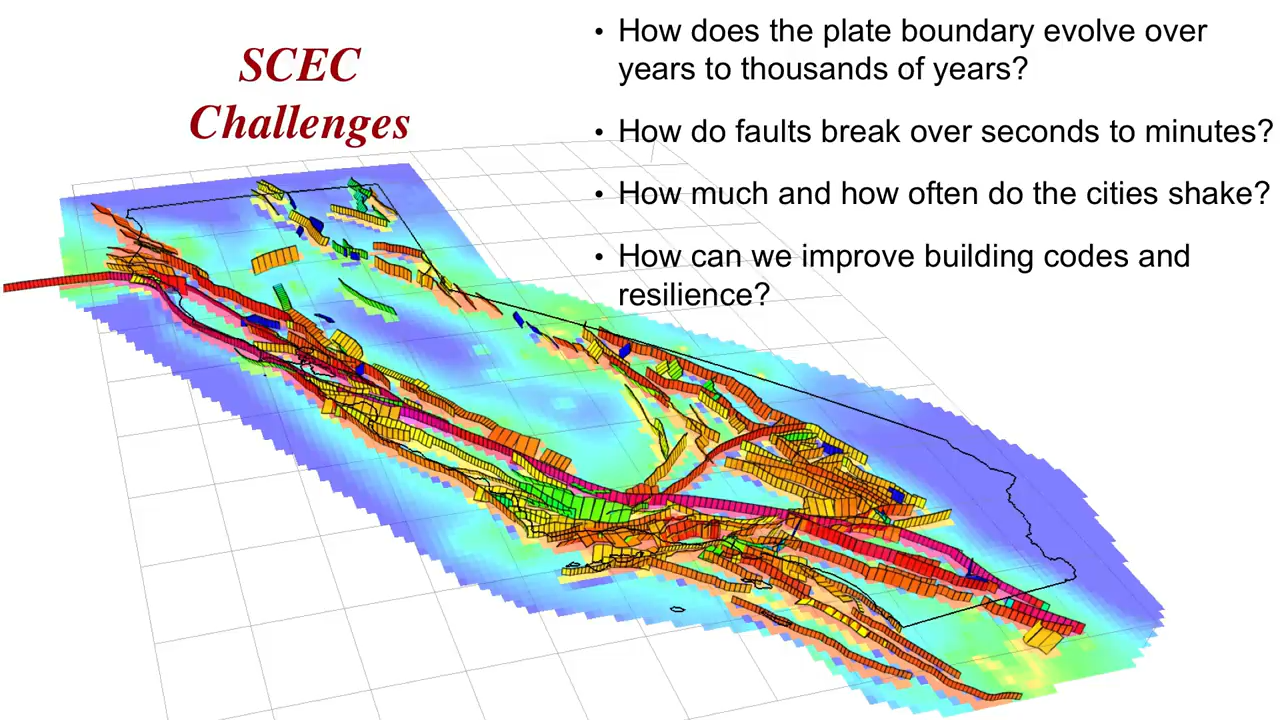 SCEC
Challenges
• How does the plate boundary evolve over
years to thousands of years?
• How do faults break over seconds to minutes?
• How much and how often do the cities shake?
• How can we improve building codes and
resilience?